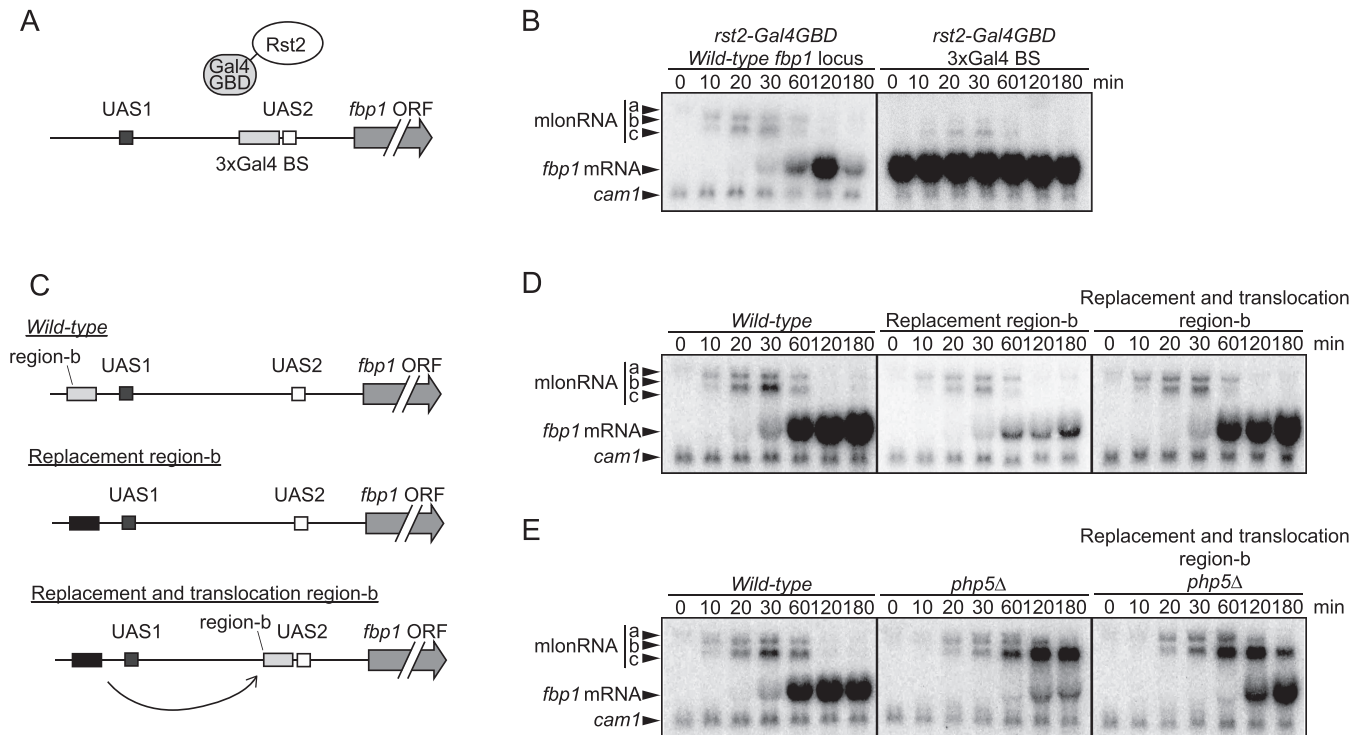 A
Rst2
Gal4
GBD
UAS1
UAS2
fbp1 ORF
3xGal4 BS
B
rst2-Gal4GBD
Wild-type fbp1 locus
rst2-Gal4GBD
3xGal4 BS
0 10 20 30 60 120 180 0 10 20 30 60 120 180 min
mlonRNA
a
b
c
fbp1 mRNA
cam1
C
Wild-type
region-b
UAS1
UAS2
fbp1 ORF
Replacement region-b
UAS1
UAS2
fbp1 ORF
Replacement and translocation region-b
UAS1
region-b
UAS2
fbp1 ORF
D
Wild-type
Replacement region-b
Replacement and translocation
region-b
0 10 20 30 60 120 180 0 10 20 30 60 120 180 0 10 20 30 60 120 180 min
mlonRNA
a
b
c
fbp1 mRNA
cam1
E
Wild-type
php5Δ
Replacement and translocation
region-b
php5Δ
0 10 20 30 60 120 180 0 10 20 30 60 120 180 0 10 20 30 60 120 180 min
mlonRNA
a
b
c
fbp1 mRNA
cam1